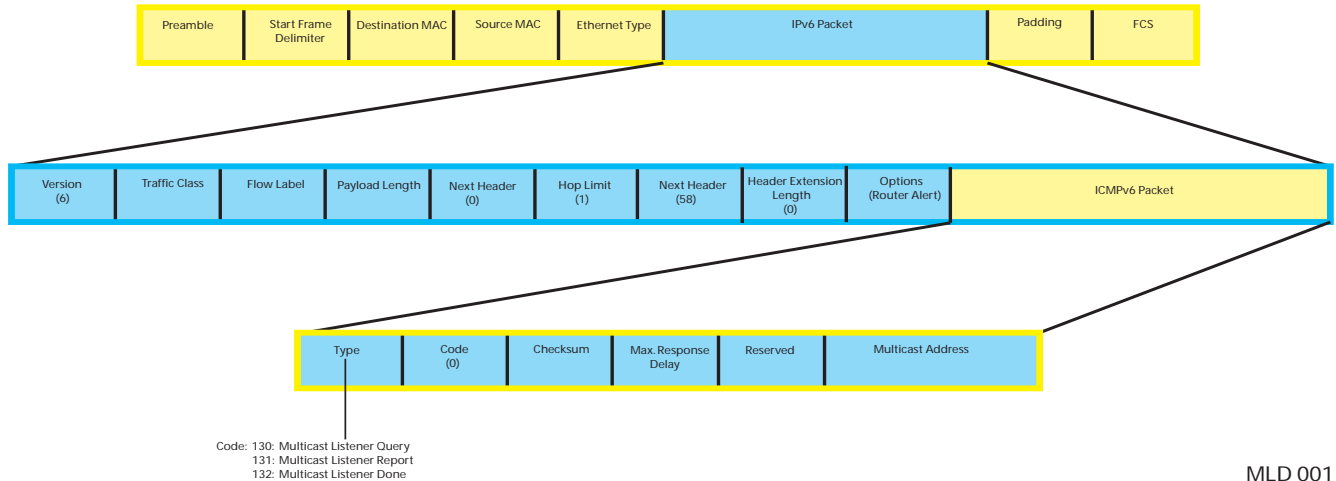 Preamble
Start Frame
Delimiter
Destination MAC
Source MAC
Ethernet Type
IPv6 Packet
Padding
FCS
Version
(6)
Traffic Class
Flow Label
Payload Length
Next Header
(0)
Hop Limit
(1)
Next Header
(58)
Header Extension
Length
(0)
Options
(Router Alert)
ICMPv6 Packet
Type
Code
(0)
Checksum
Max. Response
Delay
Reserved
Multicast Address
Code: 130: Multicast Listener Query
131: Multicast Listener Report
132: Multicast Listener Done
MLD 001